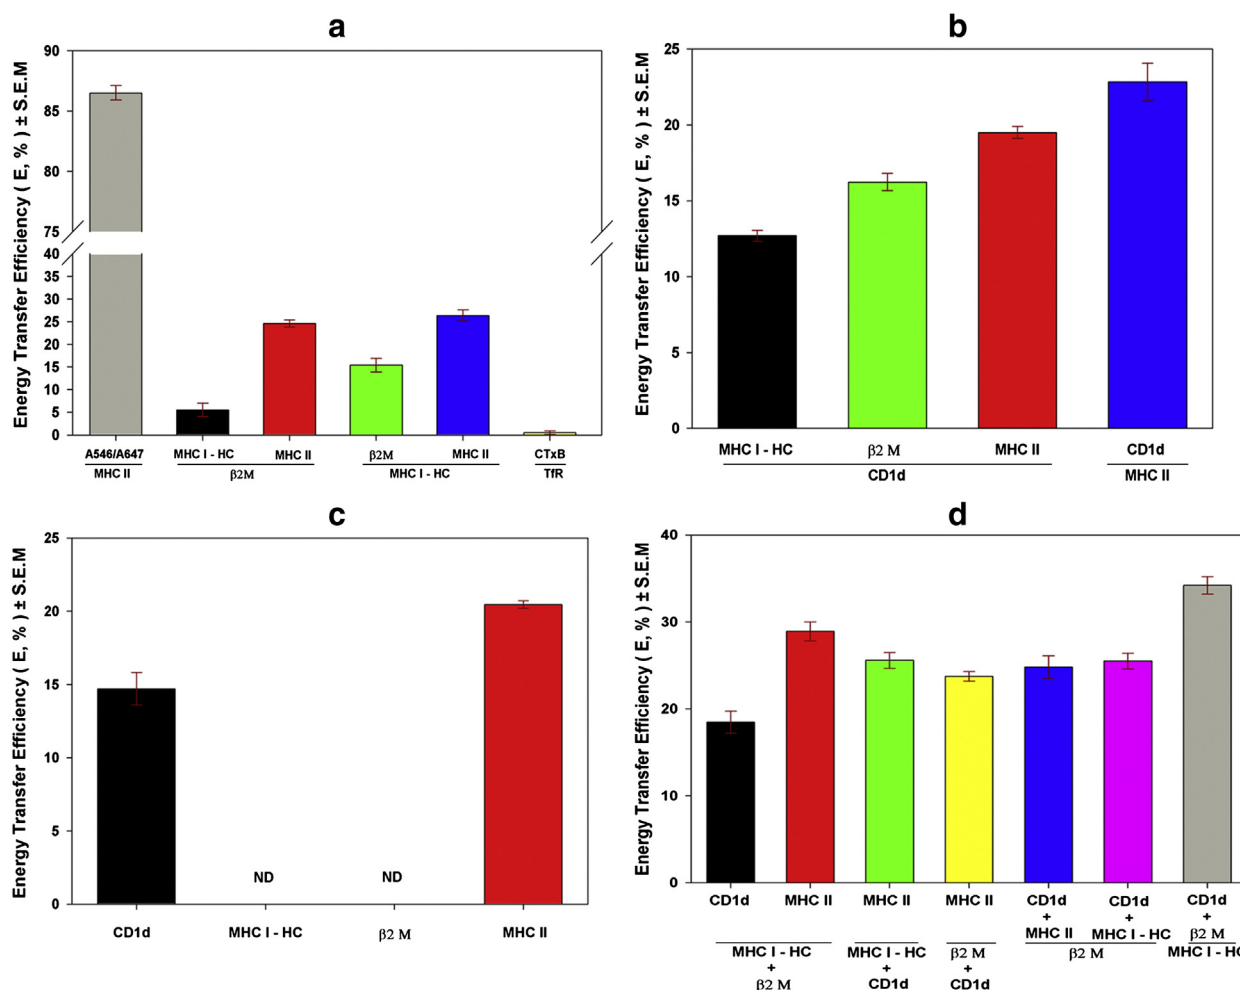 a
Energy Transfer Efficiency ( E, % ) ± S.E.M
90
85
80
75
40
35
30
25
20
15
10
5
0
A546/A647 MHC I - HC MHC II β2M MHC II CTxB
MHC II β2M MHC I - HC TfR
b
Energy Transfer Efficiency ( E, % ) ± S.E.M
25
20
15
10
5
0
MHC I - HC β2 M MHC II CD1d
CD1d MHC II
c
Energy Transfer Efficiency ( E, % ) ± S.E.M
25
20
15
10
5
0
ND ND
CD1d MHC I - HC β2 M MHC II
d
Energy Transfer Efficiency ( E, % ) ± S.E.M
40
30
20
10
0
CD1d MHC II MHC II MHC II CD1d CD1d CD1d
+ + +
MHC II MHC I - HC β2 M
MHC I - HC MHC I - HC β2 M β2 M MHC I - HC
+ + +
β2 M CD1d CD1d